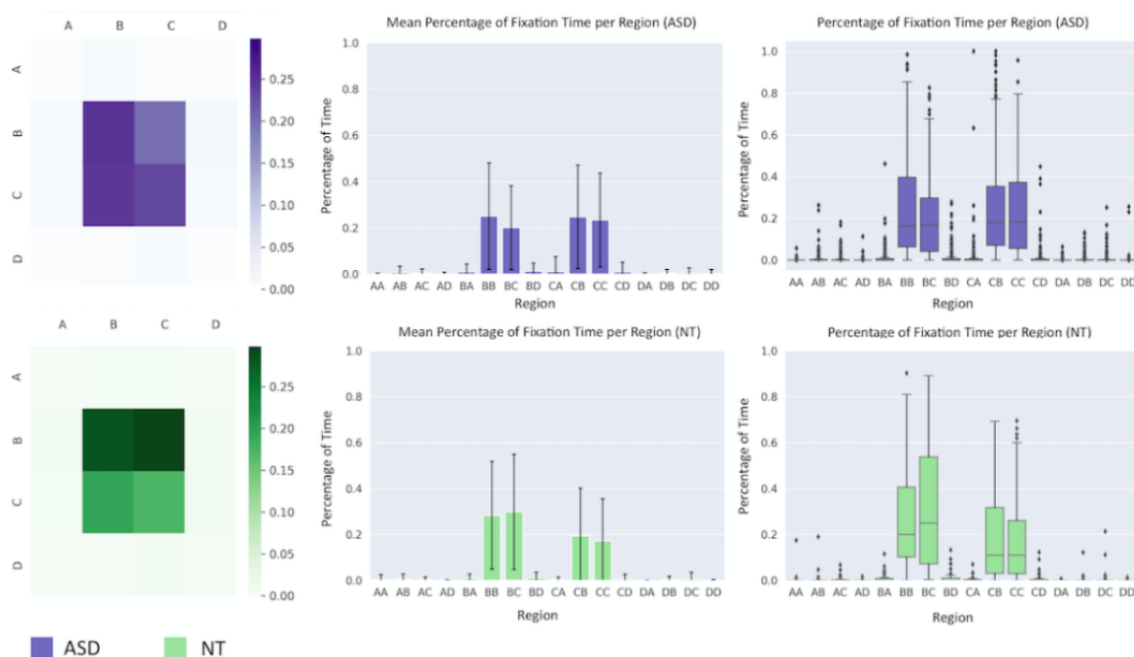 A B C D
A
B
C
D
0.25
0.20
0.15
0.10
0.05
0.00
Mean Percentage of Fixation Time per Region (ASD)
Percentage of Time
1.0
0.8
0.6
0.4
0.2
0.0
AA AB AC AD BA BB BC BD CA CB CC CD DA DB DC DD
Region
Percentage of Fixation Time per Region (ASD)
Percentage of Time
1.0
0.8
0.6
0.4
0.2
0.0
AA AB AC AD BA BB BC BD CA CB CC CD DA DB DC DD
Region
A B C D
A
B
C
D
0.25
0.20
0.15
0.10
0.05
0.00
Mean Percentage of Fixation Time per Region (NT)
Percentage of Time
1.0
0.8
0.6
0.4
0.2
0.0
AA AB AC AD BA BB BC BD CA CB CC CD DA DB DC DD
Region
Percentage of Fixation Time per Region (NT)
Percentage of Time
1.0
0.8
0.6
0.4
0.2
0.0
AA AB AC AD BA BB BC BD CA CB CC CD DA DB DC DD
Region
ASD NT